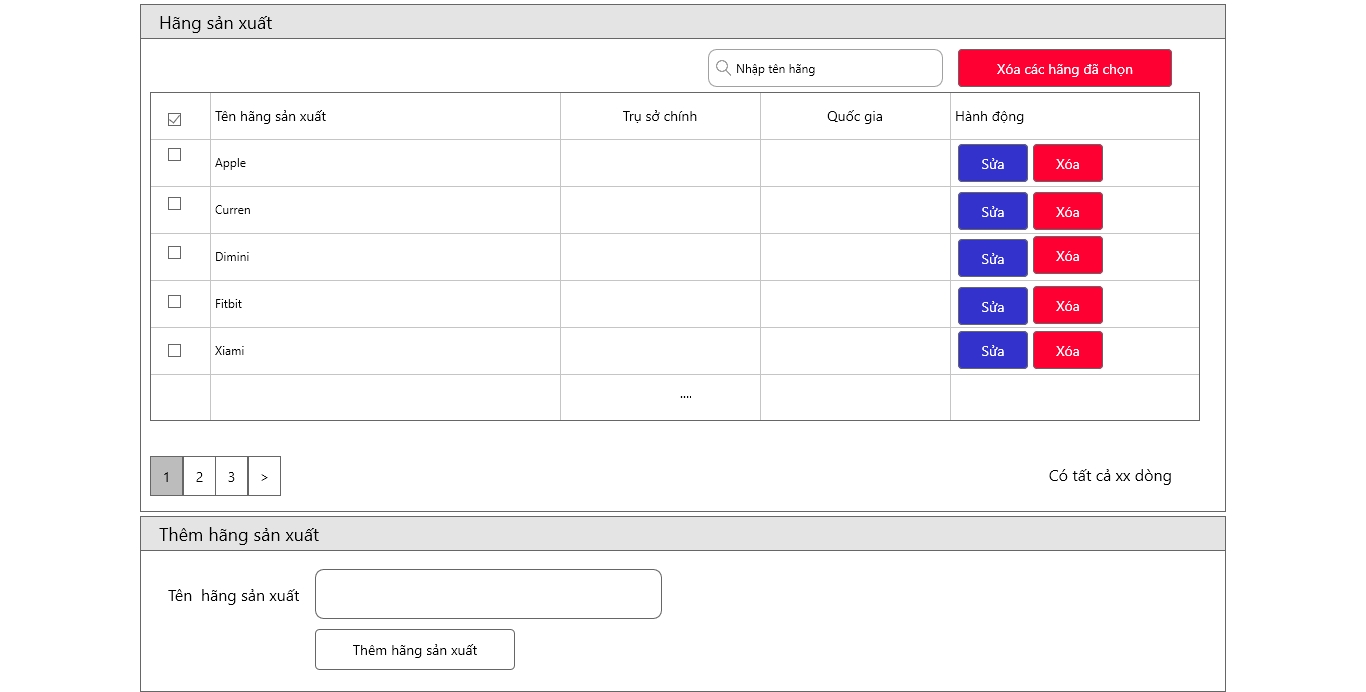 Hãng sản xuất
Nhập tên hãng
Xóa các hãng đã chọn
Tên hãng sản xuất Trụ sở chính Quốc gia Hành động
Apple Sửa Xóa
Curren Sửa Xóa
Dimini Sửa Xóa
Fitbit Sửa Xóa
Xiami Sửa Xóa
....
1 2 3 > Có tất cả xx dòng
Thêm hãng sản xuất
Tên hãng sản xuất
Thêm hãng sản xuất